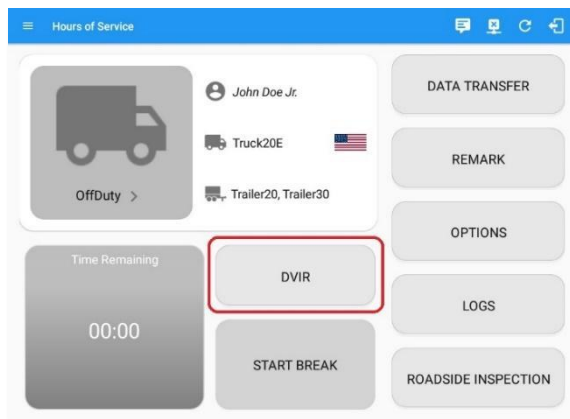 Hours of Service
John Doe Jr.
Truck20E
Trailer20, Trailer30
OffDuty >
Time Remaining
00:00
DVIR
START BREAK
DATA TRANSFER
REMARK
OPTIONS
LOGS
ROADSIDE INSPECTION